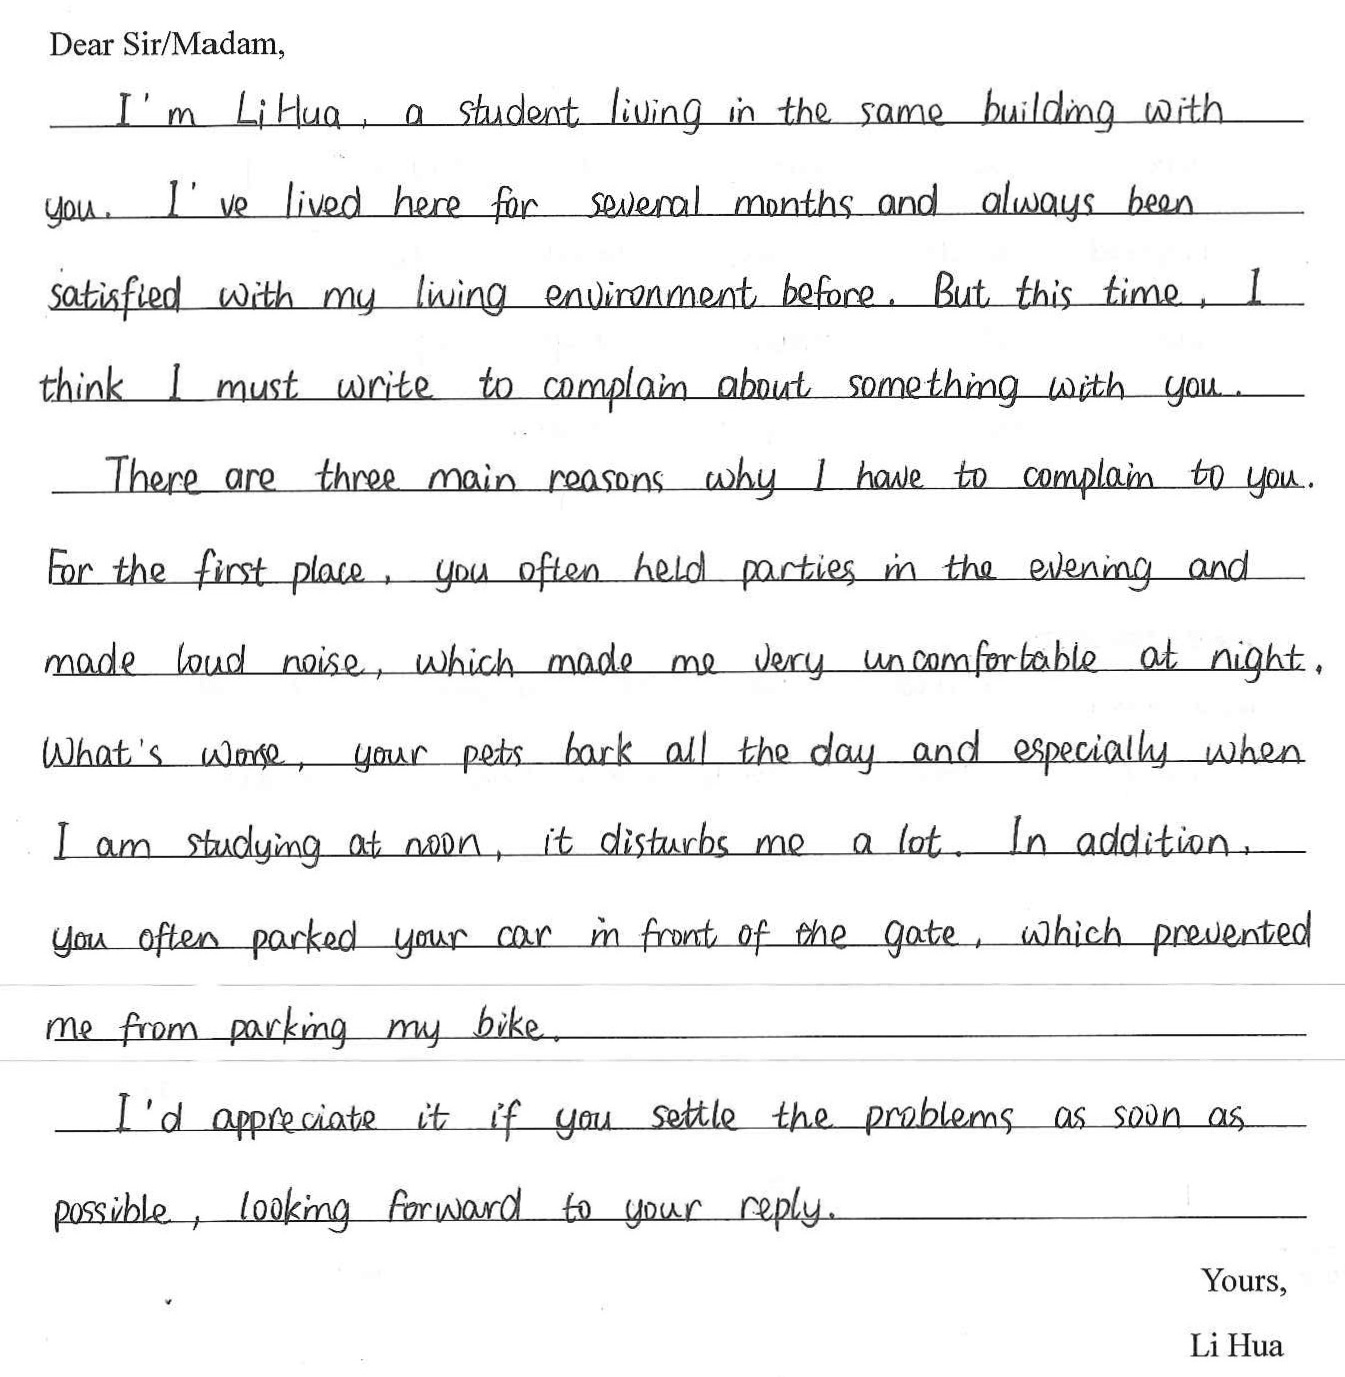 Dear Sir/Madam,
I'm Li Hua, a student living in the same building with
you. I've lived here for several months and always been
satisfied with my living environment before. But this time, I
think I must write to complain about something with you.
There are three main reasons why I have to complain to you.
For the first place, you often held parties in the evening and
made loud noise, which made me very uncomfortable at night.
What's worse, your pets bark all the day and especially when
I am studying at noon, it disturbs me a lot. In addition,
you often parked your car in front of the gate, which prevented
me from parking my bike.
I'd appreciate it if you settle the problems as soon as
possible, looking forward to your reply.
Yours,
Li Hua